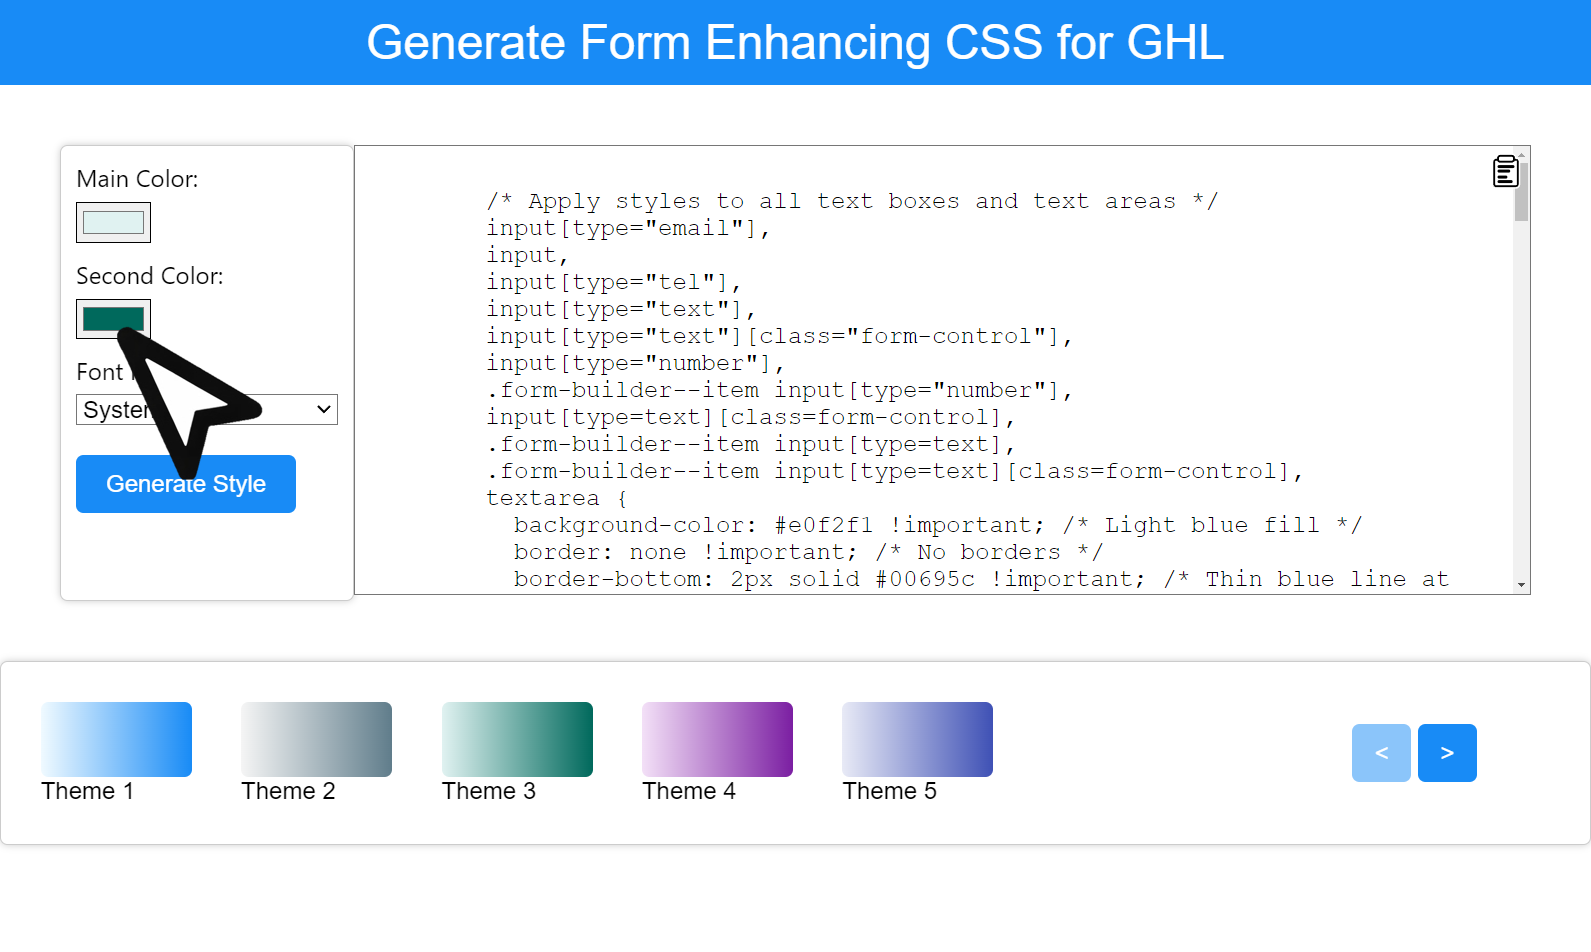 Generate Form Enhancing CSS for GHL
Main Color:
Second Color:
Font
Generate Style
/* Apply styles to all text boxes and text areas */
input[type="email"],
input,
input[type="tel"],
input[type="text"],
input[type="text"][class="form-control"],
input[type="number"],
.form-builder--item input[type="number"],
input[type=text][class=form-control],
.form-builder--item input[type=text],
.form-builder--item input[type=text][class=form-control],
textarea {
background-color: #e0f2f1 !important; /* Light blue fill */
border: none !important; /* No borders */
border-bottom: 2px solid #00695c !important; /* Thin blue line at
Theme 1
Theme 2
Theme 3
Theme 4
Theme 5
<
>